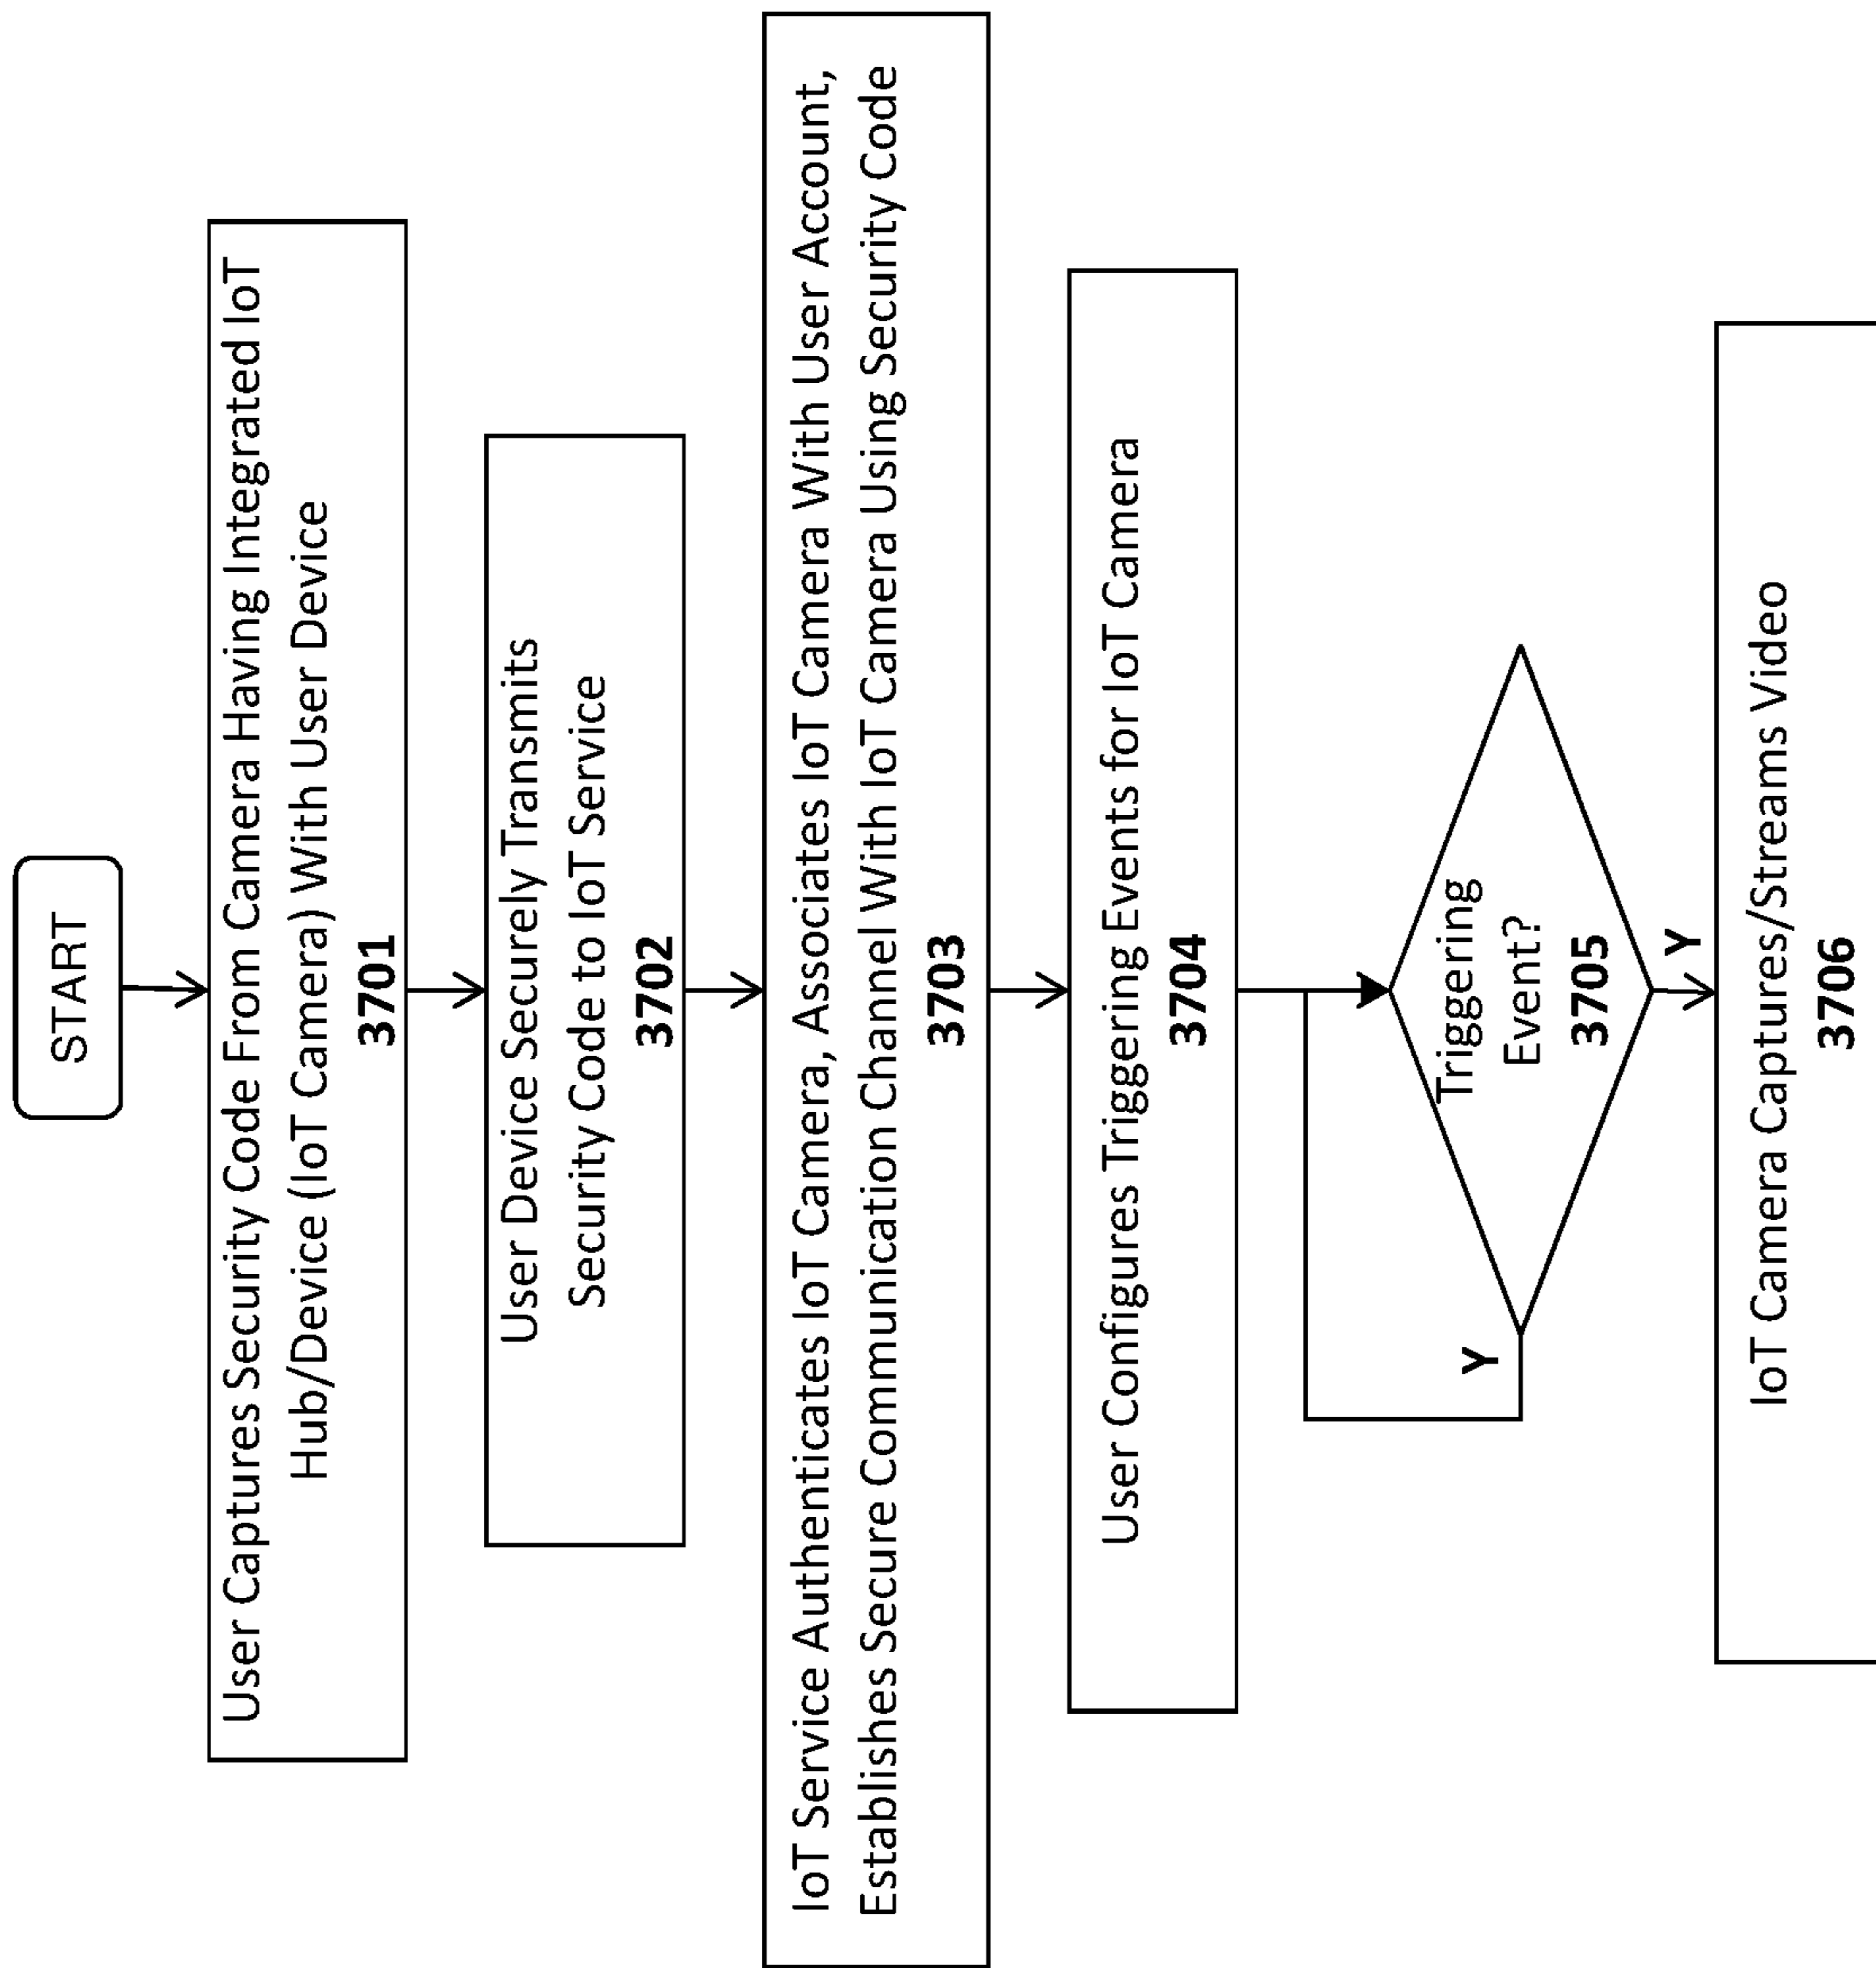 START
User Captures Security Code From Camera Having Integrated IoT
Hub/Device (IoT Camera) With User Device
3701
User Device Securely Transmits
Security Code to IoT Service
3702
IoT Service Authenticates IoT Camera, Associates IoT Camera With User Account,
Establishes Secure Communication Channel With IoT Camera Using Security Code
3703
User Configures Triggering Events for IoT Camera
3704
Triggering
Event?
3705
Y
Y
IoT Camera Captures/Streams Video
3706